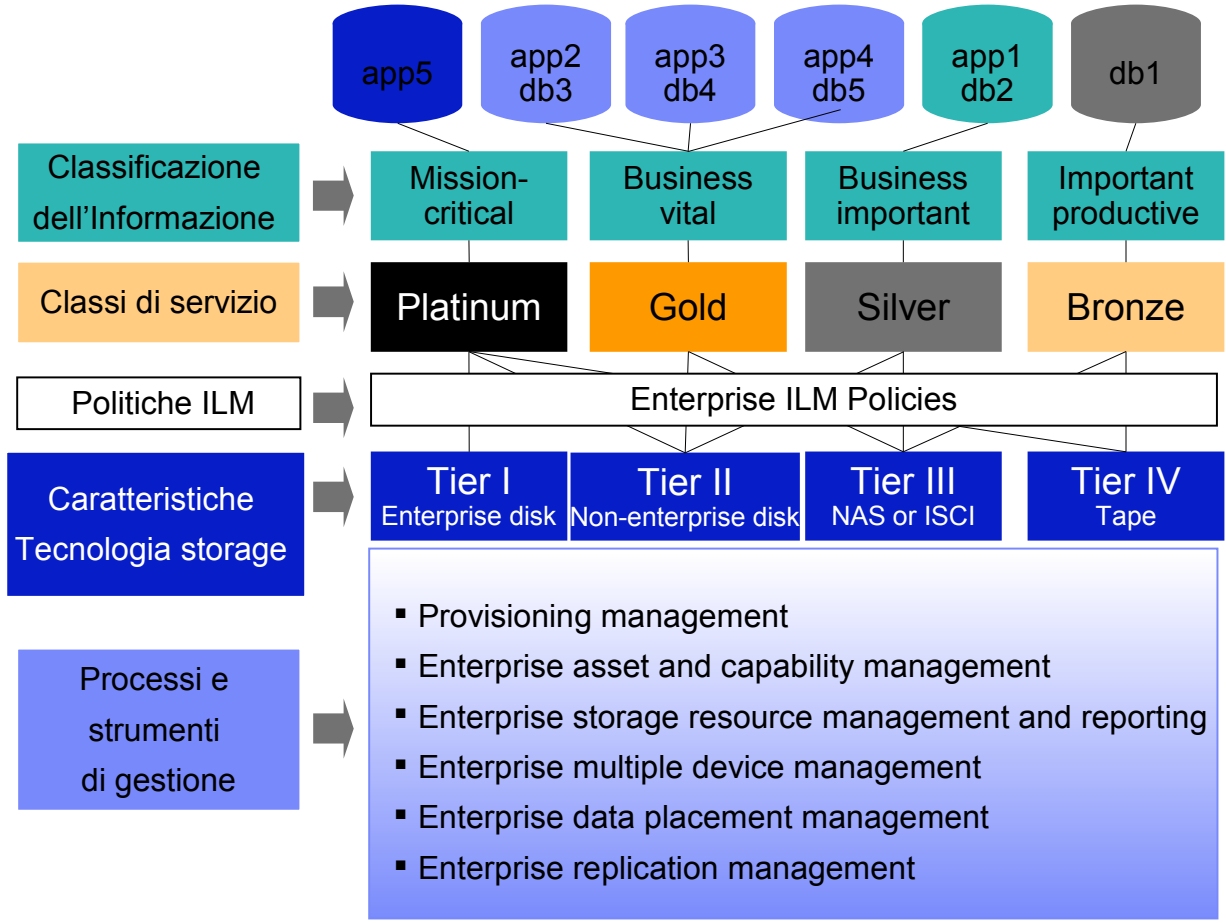 app5
app2
db3
app3
db4
app4
db5
app1
db2
db1
Classificazione
dell'Informazione
Mission-
critical
Business
vital
Business
important
Important
productive
Classi di servizio
Platinum
Gold
Silver
Bronze
Politiche ILM
Enterprise ILM Policies
Caratteristiche
Tecnologia storage
Tier I
Enterprise disk
Tier II
Non-enterprise disk
Tier III
NAS or ISCI
Tier IV
Tape
Processi e
strumenti
di gestione
▪ Provisioning management
▪ Enterprise asset and capability management
▪ Enterprise storage resource management and reporting
▪ Enterprise multiple device management
▪ Enterprise data placement management
▪ Enterprise replication management